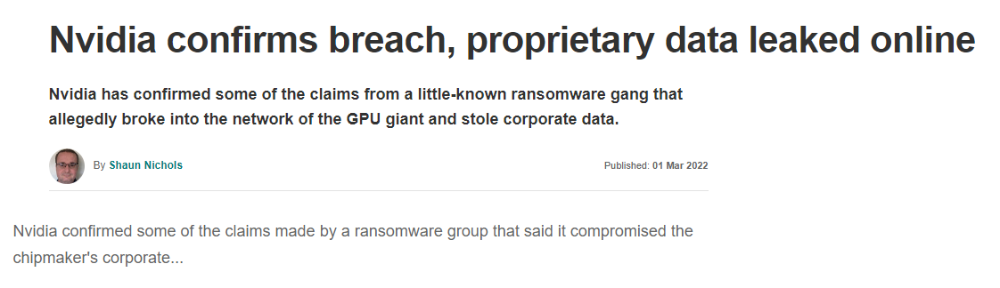 Nvidia confirms breach, proprietary data leaked online
Nvidia has confirmed some of the claims from a little-known ransomware gang that
allegedly broke into the network of the GPU giant and stole corporate data.
By Shaun Nichols
Published: 01 Mar 2022
Nvidia confirmed some of the claims made by a ransomware group that said it compromised the
chipmaker's corporate...